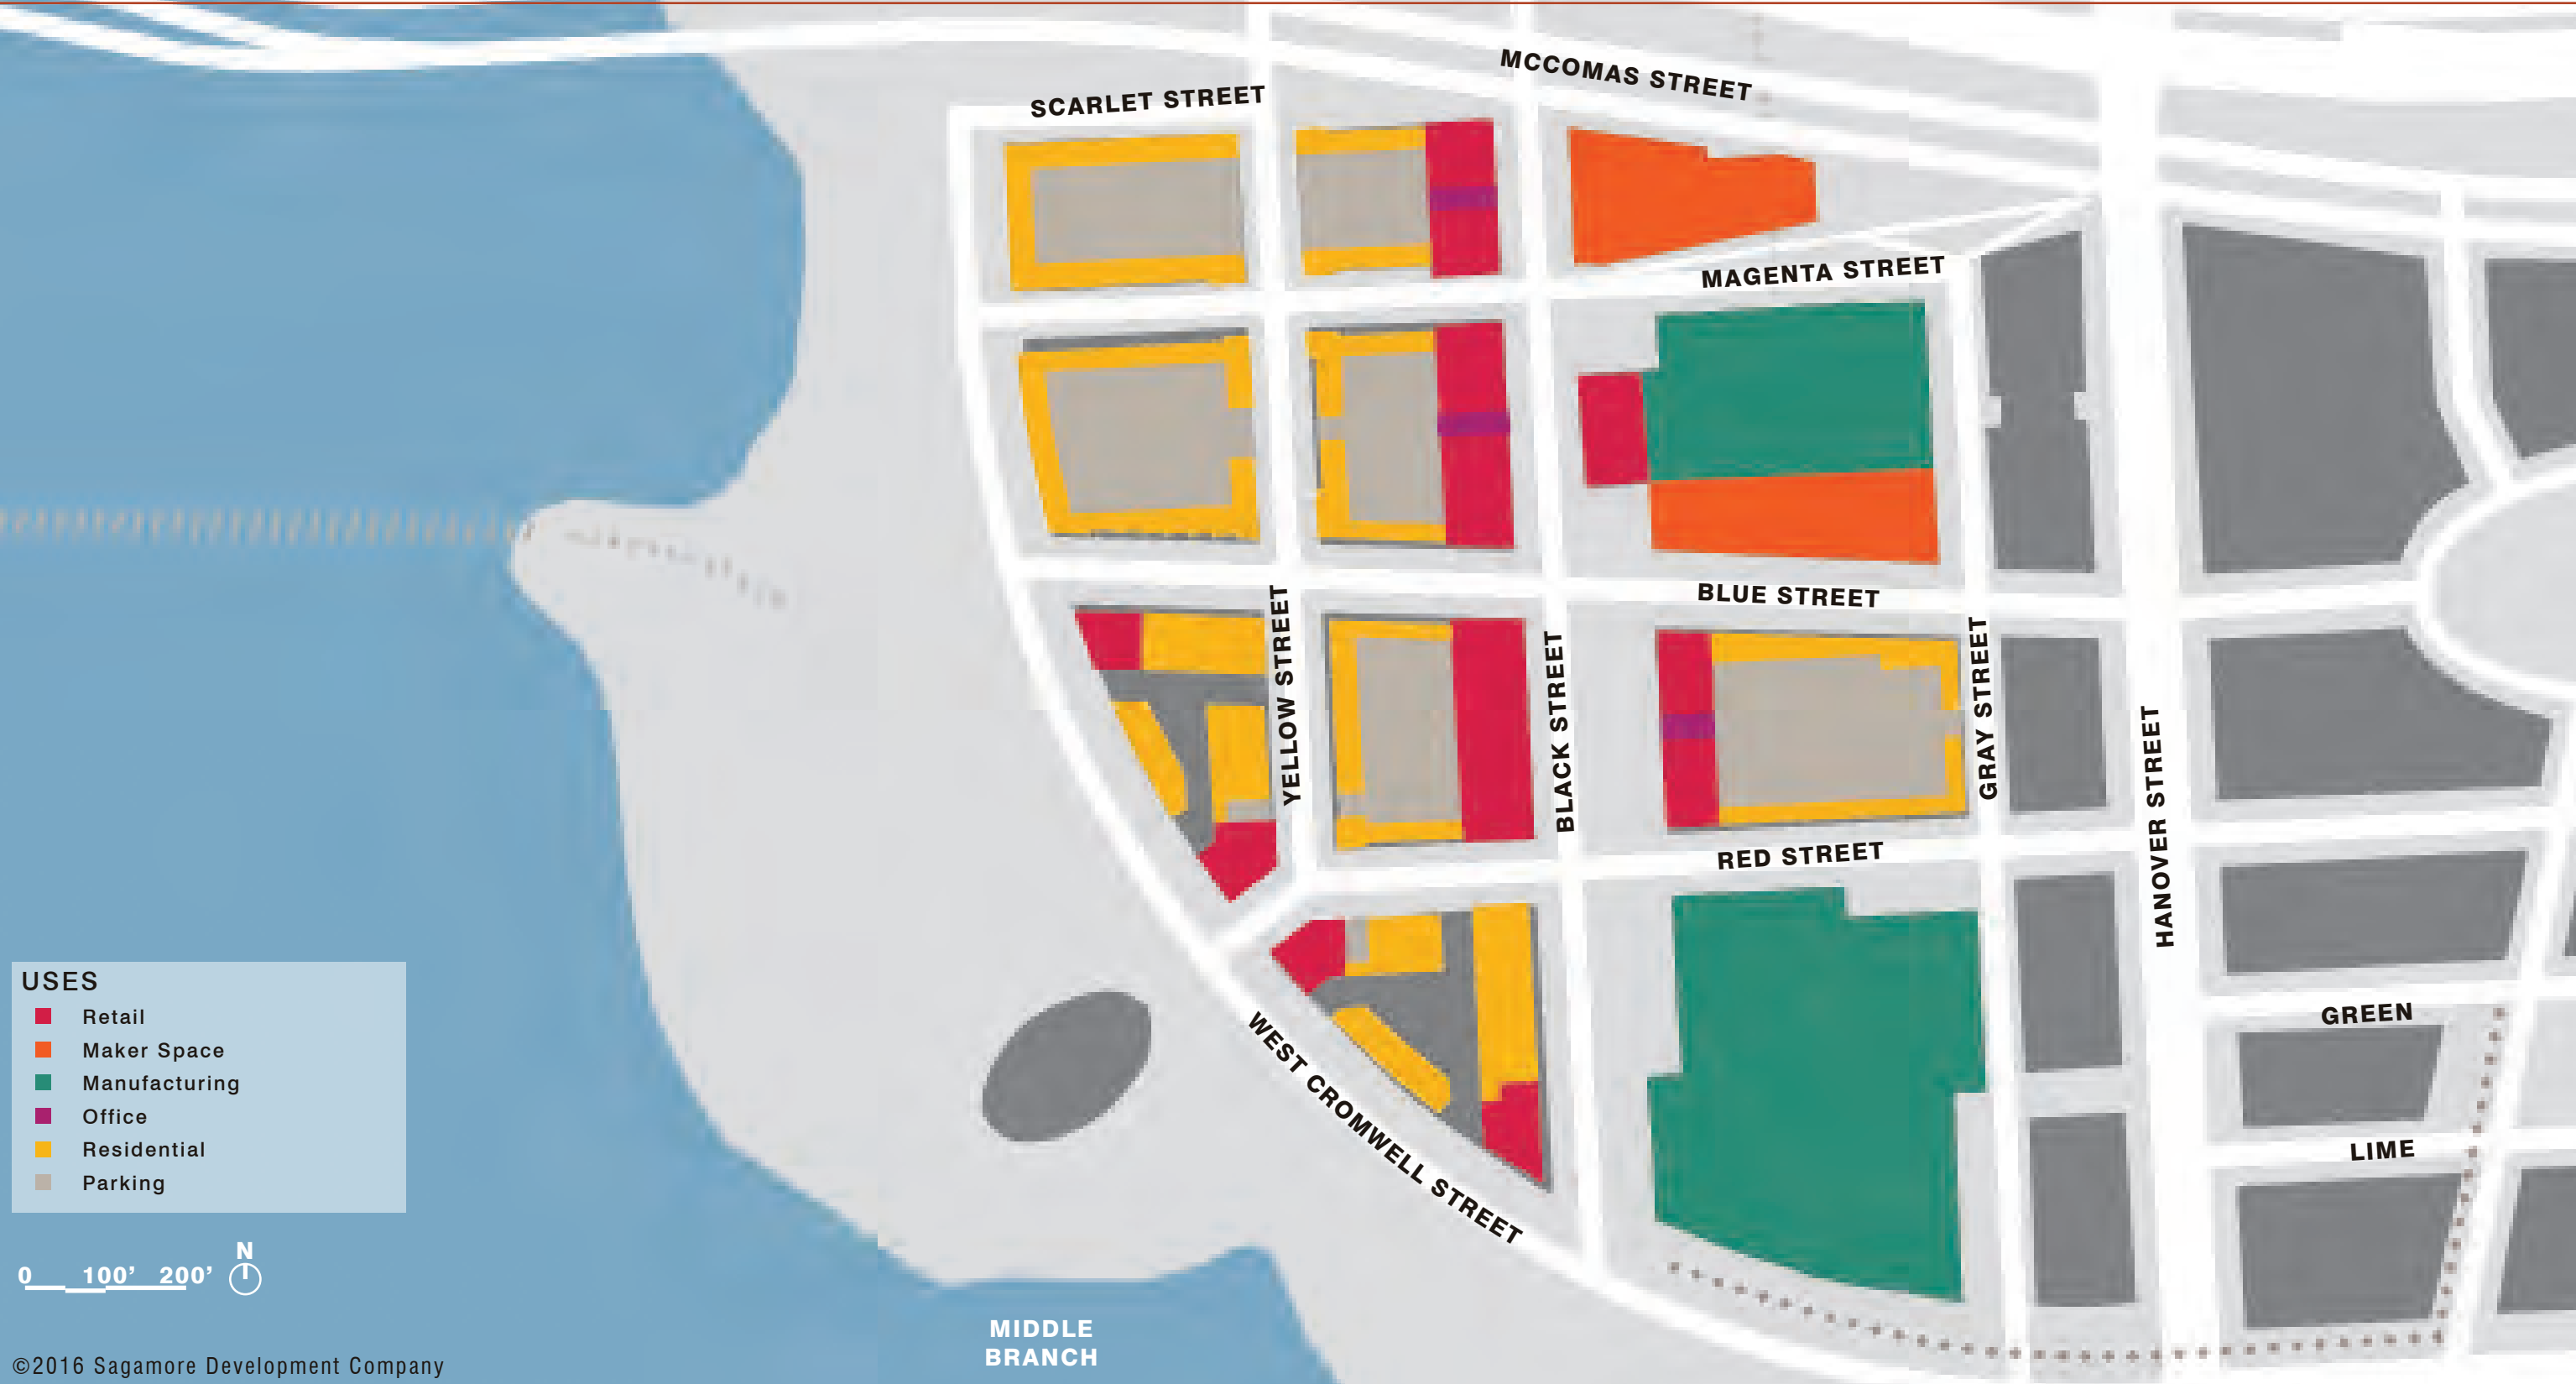 MCCOMAS STREET
SCARLET STREET
MAGENTA STREET
BLUE STREET
YELLOW STREET
BLACK STREET
GRAY STREET
HANOVER STREET
RED STREET
GREEN
LIME
WEST CROMWELL STREET
USES
Retail
Maker Space
Manufacturing
Office
Residential
Parking
N
0 100’ 200’
MIDDLE
BRANCH
©2016 Sagamore Development Company